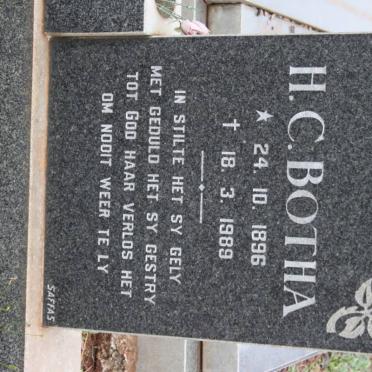 H.C. BOTHA
★ 24. 10. 1896
✝ 18. 3. 1989
IN STILTE HET SY GELY
MET GEDULD HET SY GESTRY
TOT GOD HAAR VERLOS HET
OM NOOIT WEER TE LY
SAFFAS